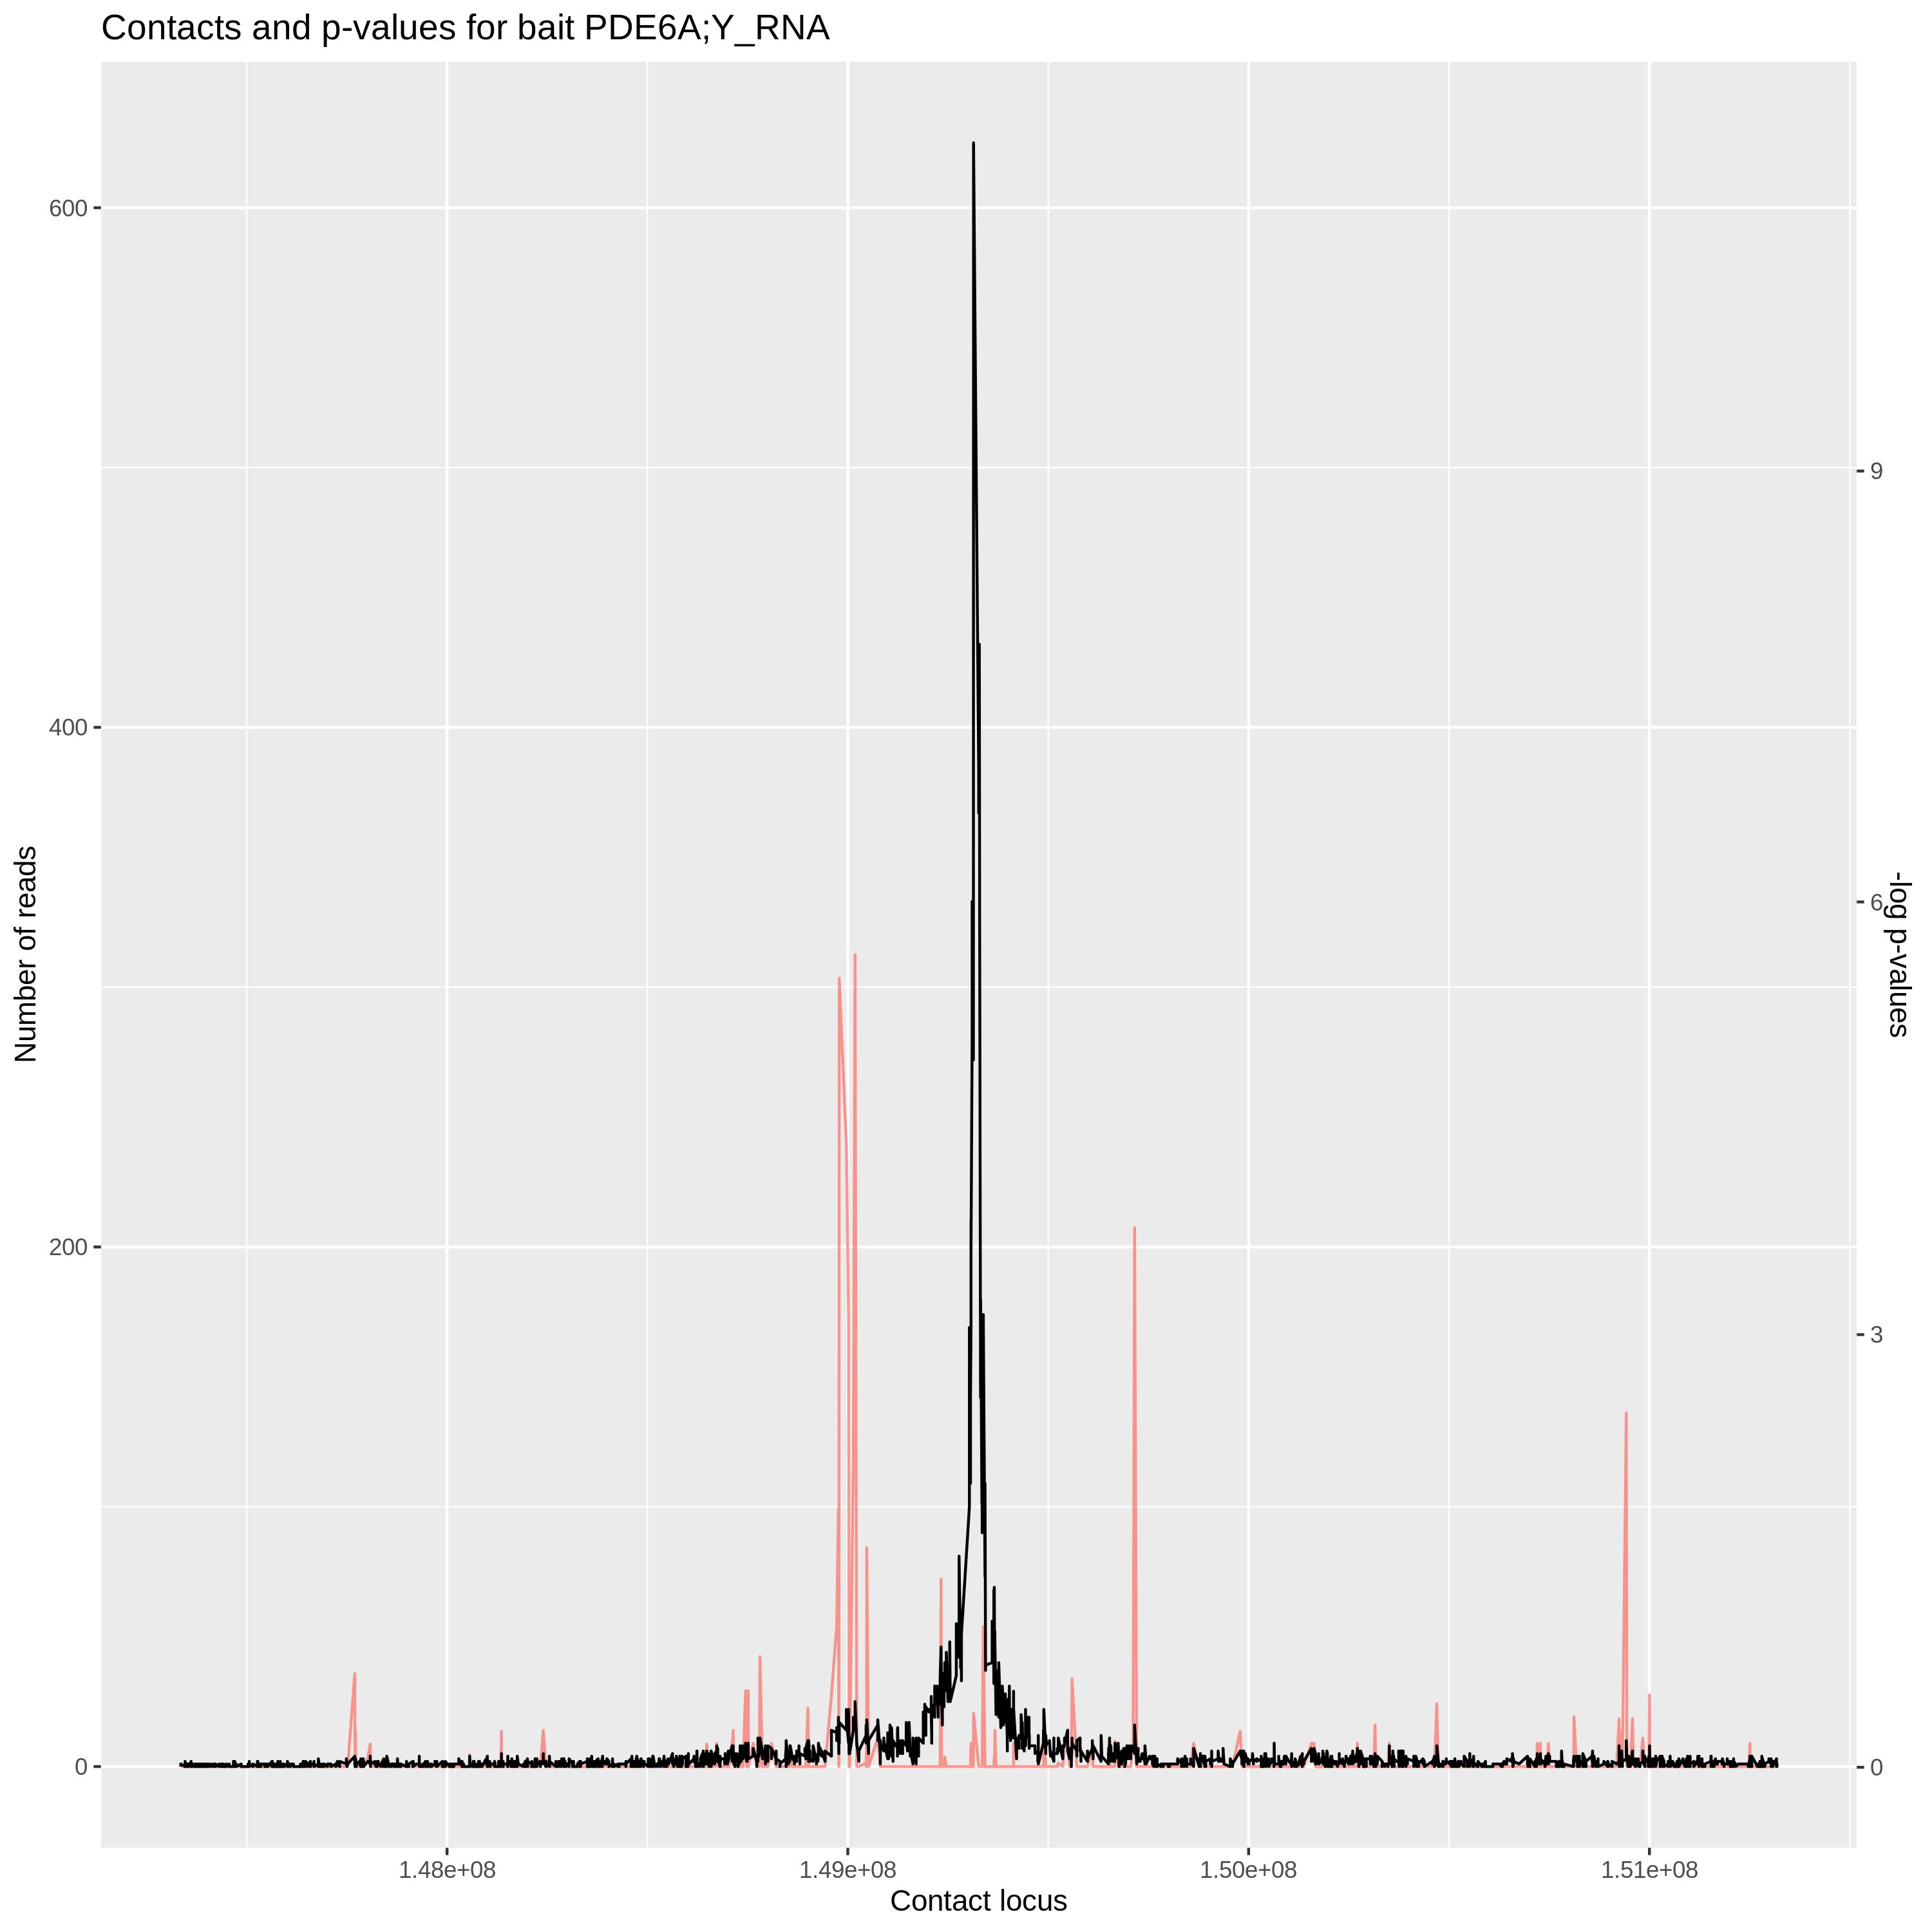 Contacts and p-values for bait PDE6A;Y_RNA
600
400
200
0
Number of reads
9
6
3
0
-log p-values
1.48e+08
1.49e+08
1.50e+08
1.51e+08
Contact locus